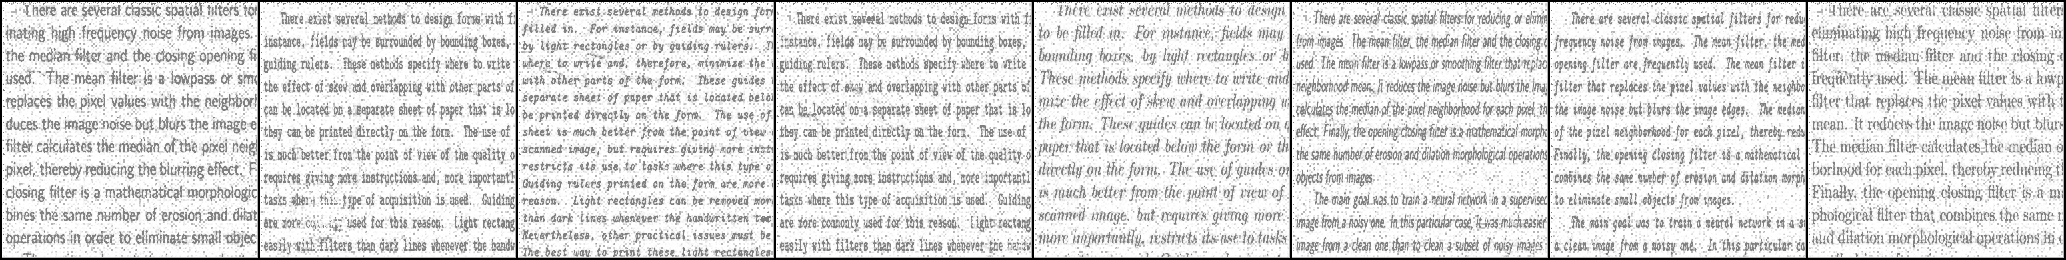 There are several classic spatial filters for
inating high frequency noise from images.
the median filter and the closing opening fi
used. The mean filter is a lowpass or smo
replaces the pixel values with the neighborh
duces the image noise but blurs the image e
filter calculates the median of the pixel neig
pixel, thereby reducing the blurring effect. F
closing filter is a mathematical morphologic
bines the same number of erosion and dilat
operations in order to eliminate small objec
There exist several methods to design forms with f
instance, fields may be surrounded by bounding boxes,
guiding rulers. These methods specify where to write
the effect of skew and overlapping with other parts of
can be located on a separate sheet of paper that is lo
they can be printed directly on the form. The use of
is much better from the point of view of the quality o
requires giving more instructions and, more importantl
tasks where this type of acquisition is used. Guiding
are more used for this reason. Light rectang
easily with filters than dark lines whenever the handw
There exist several methods to design form
filled in. For instance, fields may be surr
by light rectangles or by guiding rulers. T
where to write and, therefore, minimize the
with other parts of the form. These guides
separate sheet of paper that is located belo
be printed directly on the form. The use of
sheet is much better from the point of view
scanned image, but requires giving more inst
restricts its use to tasks where this type o
Guiding rulers printed on the form are more
reason. Light rectangles can be removed mor
than dark lines whenever the handwritten tex
Nevertheless, other practical issues must be
The best way to print these light rectangles
There exist several methods to design forms with f
instance, fields may be surrounded by bounding boxes,
guiding rulers. These methods specify where to write
the effect of skew and overlapping with other parts of
can be located on a separate sheet of paper that is lo
they can be printed directly on the form. The use of
is much better from the point of view of the quality o
requires giving more instructions and, more importantl
tasks where this type of acquisition is used. Guiding
are more commonly used for this reason. Light rectang
easily with filters than dark lines whenever the handw
There exist several methods to design
to be filled in. For instance, fields may
bounding boxes, by light rectangles or b
These methods specify where to write and
mize the effect of skew and overlapping w
the form. These guides can be located on
paper that is located below the form or th
directly on the form. The use of guides on
is much better from the point of view of
scanned image, but requires giving more
more importantly, restricts its use to tasks
There are several classic spatial filters for reducing or elimin
from images. The mean filter, the median filter and the closing o
used. The mean filter is a lowpass or smoothing filter that replac
neighborhood mean. It reduces the image noise but blurs the ima
calculates the median of the pixel neighborhood for each pixel, th
effect. Finally, the opening closing filter is a mathematical morpho
the same number of erosion and dilation morphological operations
objects from images.
The main goal was to train a neural network in a supervised
image from a noisy one. In this particular case, it was much easier
image from a clean one than to clean a subset of noisy images
There are several classic spatial filters for redu
frequency noise from images. The mean filter, the med
opening filter are frequently used. The mean filter i
filter that replaces the pixel values with the neighbo
the image noise but blurs the image edges. The median
of the pixel neighborhood for each pixel, thereby redu
Finally, the opening closing filter is a mathematical
combines the same number of erosion and dilation morph
to eliminate small objects from images.
The main goal was to train a neural network in a su
a clean image from a noisy one. In this particular ca
There are several classic spatial filter
eliminating high frequency noise from im
filter, the median filter and the closing o
frequently used. The mean filter is a lowp
filter that replaces the pixel values with t
mean. It reduces the image noise but blurs
The median filter calculates the median o
borhood for each pixel, thereby reducing t
Finally, the opening closing filter is a ma
phological filter that combines the same n
and dilation morphological operations in o